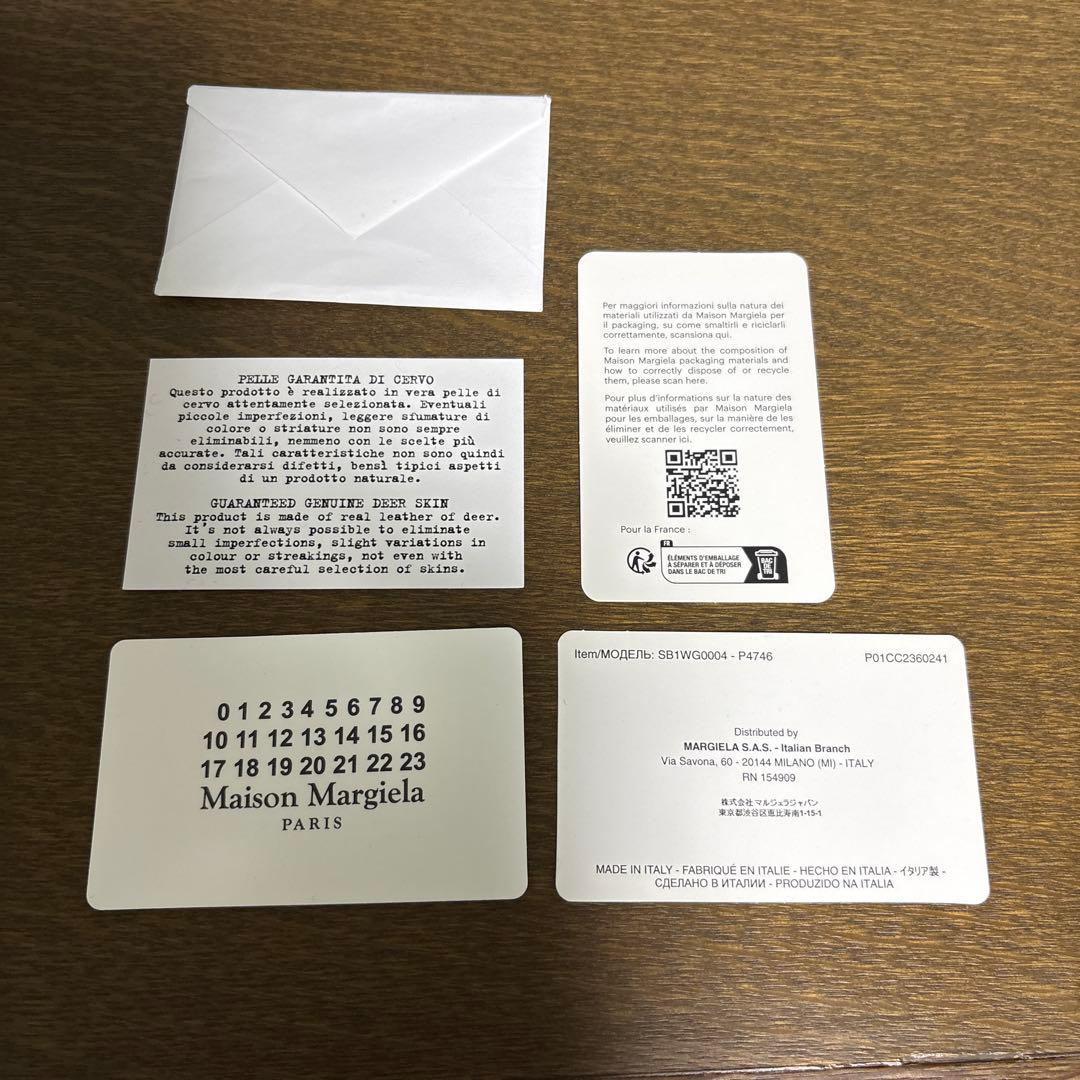 Per maggiori informazioni sulla natura dei
materiali utilizzati da Maison Margiela per
il packaging, su come smaltirli e riciclarli
correttamente, scansiona qui.
To learn more about the composition of
Maison Margiela packaging materials and
how to correctly dispose of or recycle
them, please scan here.
Pour plus d'informations sur la nature des
matériaux utilisés par Maison Margiela
pour les emballages, sur la manière de les
éliminer et de les recycler correctement,
veuillez scanner ici.
Pour la France :
FR
ÉLÉMENTS D'EMBALLAGE
À SÉPARER ET À DÉPOSER
DANS LE BAC DE TRI
BAC
DE
TRI
PELLE GARANTITA DI CERVO
Questo prodotto è realizzato in vera pelle di
cervo attentamente selezionata. Eventuali
piccole imperfezioni, leggere sfumature di
colore o striature non sono sempre
eliminabili, nemmeno con le scelte più
accurate. Tali caratteristiche non sono quindi
da considerarsi difetti, bensì tipici aspetti
di un prodotto naturale.
GUARANTEED GENUINE DEER SKIN
This product is made of real leather of deer.
It's not always possible to eliminate
small imperfections, slight variations in
colour or streakings, not even with
the most careful selection of skins.
0 1 2 3 4 5 6 7 8 9
10 11 12 13 14 15 16
17 18 19 20 21 22 23
Maison Margiela
PARIS
Item/МОДЕЛЬ: SB1WG0004 - P4746
P01CC2360241
Distributed by
MARGIELA S.A.S. - Italian Branch
Via Savona, 60 - 20144 MILANO (MI) - ITALY
RN 154909
株式会社 マルジェラジャパン
東京都渋谷区恵比寿南1-15-1
MADE IN ITALY - FABRIQUÉ EN ITALIE - HECHO EN ITALIA - イタリア製 -
СДЕЛАНО В ИТАЛИИ - PRODUZIDO NA ITALIA